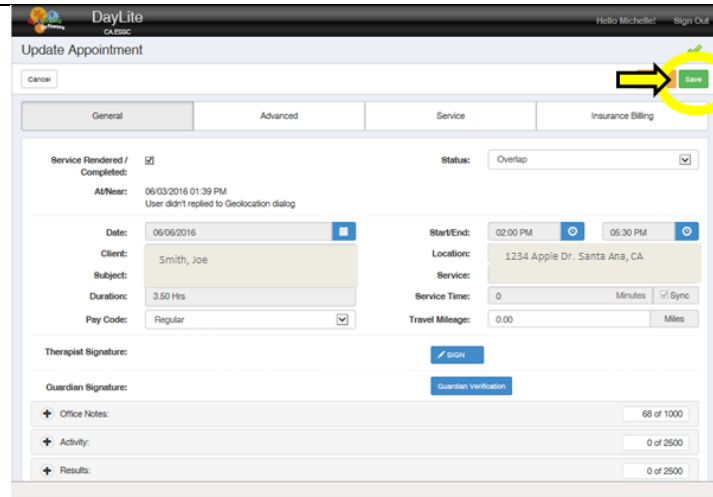 DayLite
CA ESSC
Hello Michelle! Sign Out
Update Appointment
Cancel
Save
General Advanced Service Insurance Billing
Service Rendered / Completed:
Status: Overlap
At/Near: 06/03/2016 01:39 PM
User didn't replied to Geolocation dialog
Date: 06/06/2016
Start/End: 02:00 PM 05:30 PM
Client: Smith, Joe
Location: 1234 Apple Dr. Santa Ana, CA
Subject:
Service:
Duration: 3.50 Hrs
Service Time: 0 Minutes Sync
Pay Code: Regular
Travel Mileage: 0.00 Miles
Therapist Signature: SIGN
Guardian Signature: Guardian Verification
Office Notes: 68 of 1000
Activity: 0 of 2500
Results: 0 of 2500